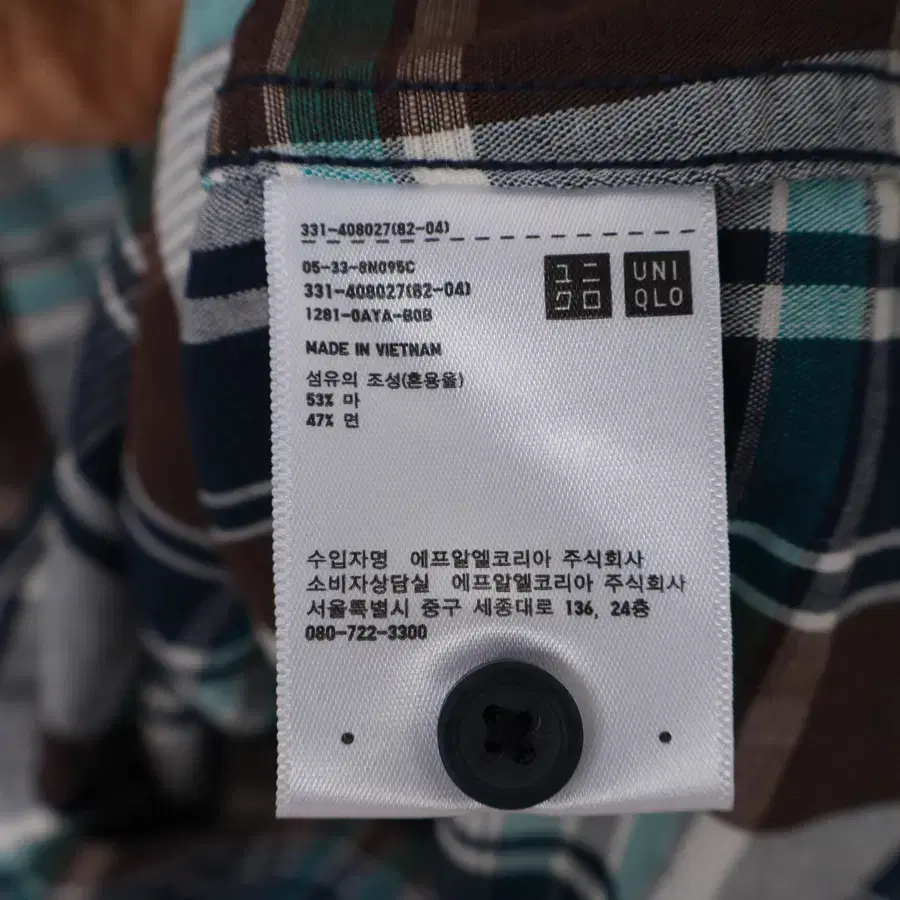 331-408027(82-04)
05-33-8N095C
331-408027(82-04)
1281-0AYA-B0B
ユニ
クロ
UNI
QLO
MADE IN VIETNAM
섬유의 조성(혼용율)
53% 마
47% 면
수입자명 에프알엘코리아 주식회사
소비자상담실 에프알엘코리아 주식회사
서울특별시 중구 세종대로 136, 24층
080-722-3300